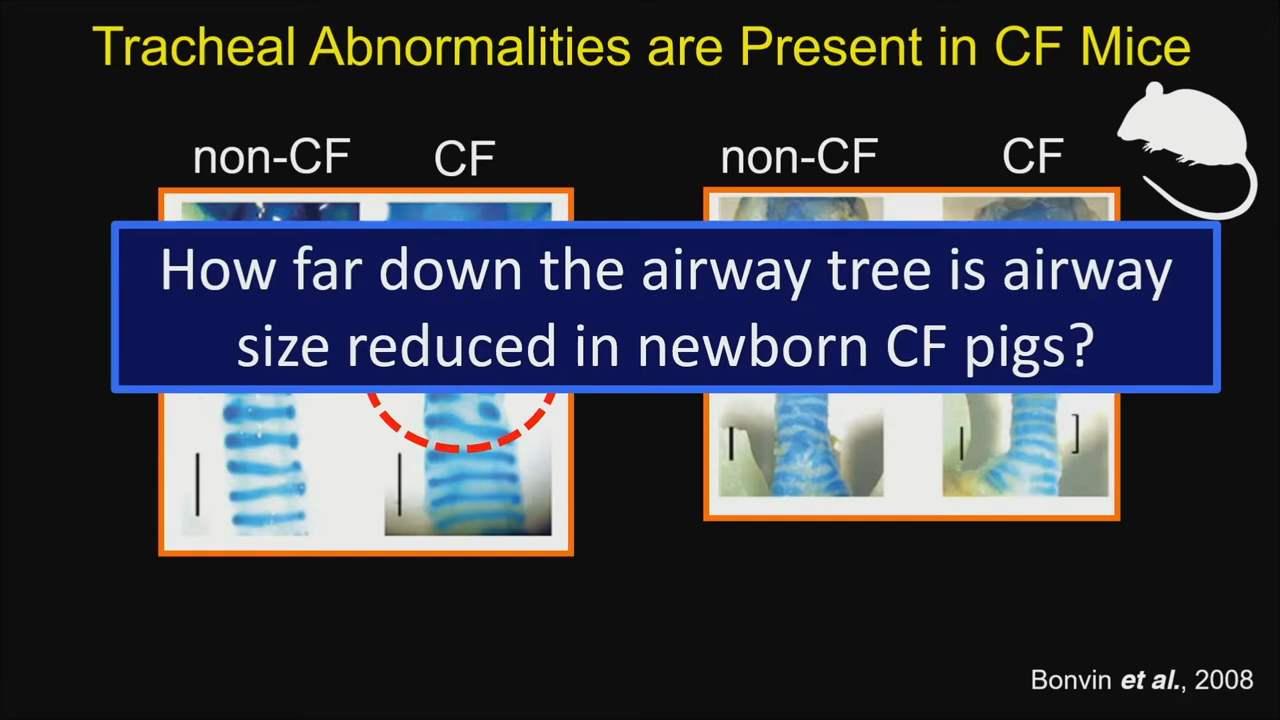 Tracheal Abnormalities are Present in CF Mice
non-CF CF non-CF CF
How far down the airway tree is airway
size reduced in newborn CF pigs?
Bonvin et al., 2008